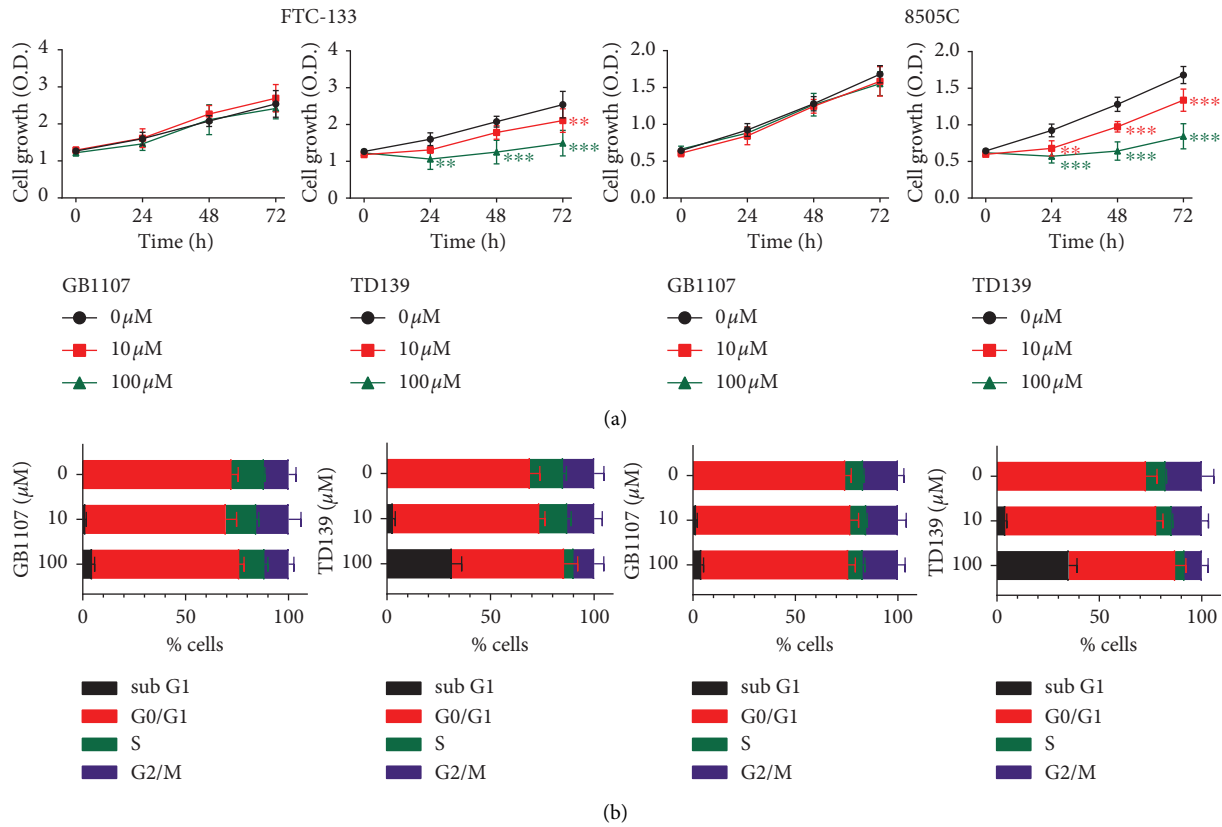 FTC-133
8505C
Cell growth (O.D.)
4
3
2
1
0
0 24 48 72
Time (h)
Cell growth (O.D.)
4
3
2
1
0
**
***
**
***
0 24 48 72
Time (h)
Cell growth (O.D.)
2.0
1.5
1.0
0.5
0.0
0 24 48 72
Time (h)
Cell growth (O.D.)
2.0
1.5
1.0
0.5
0.0
**
***
***
***
***
***
0 24 48 72
Time (h)
GB1107
0 μM
10 μM
100 μM
TD139
0 μM
10 μM
100 μM
GB1107
0 μM
10 μM
100 μM
TD139
0 μM
10 μM
100 μM
(a)
GB1107 (μM)
0
10
100
0 50 100
% cells
TD139 (μM)
0
10
100
0 50 100
% cells
GB1107 (μM)
0
10
100
0 50 100
% cells
TD139 (μM)
0
10
100
0 50 100
% cells
sub G1
G0/G1
S
G2/M
sub G1
G0/G1
S
G2/M
sub G1
G0/G1
S
G2/M
sub G1
G0/G1
S
G2/M
(b)